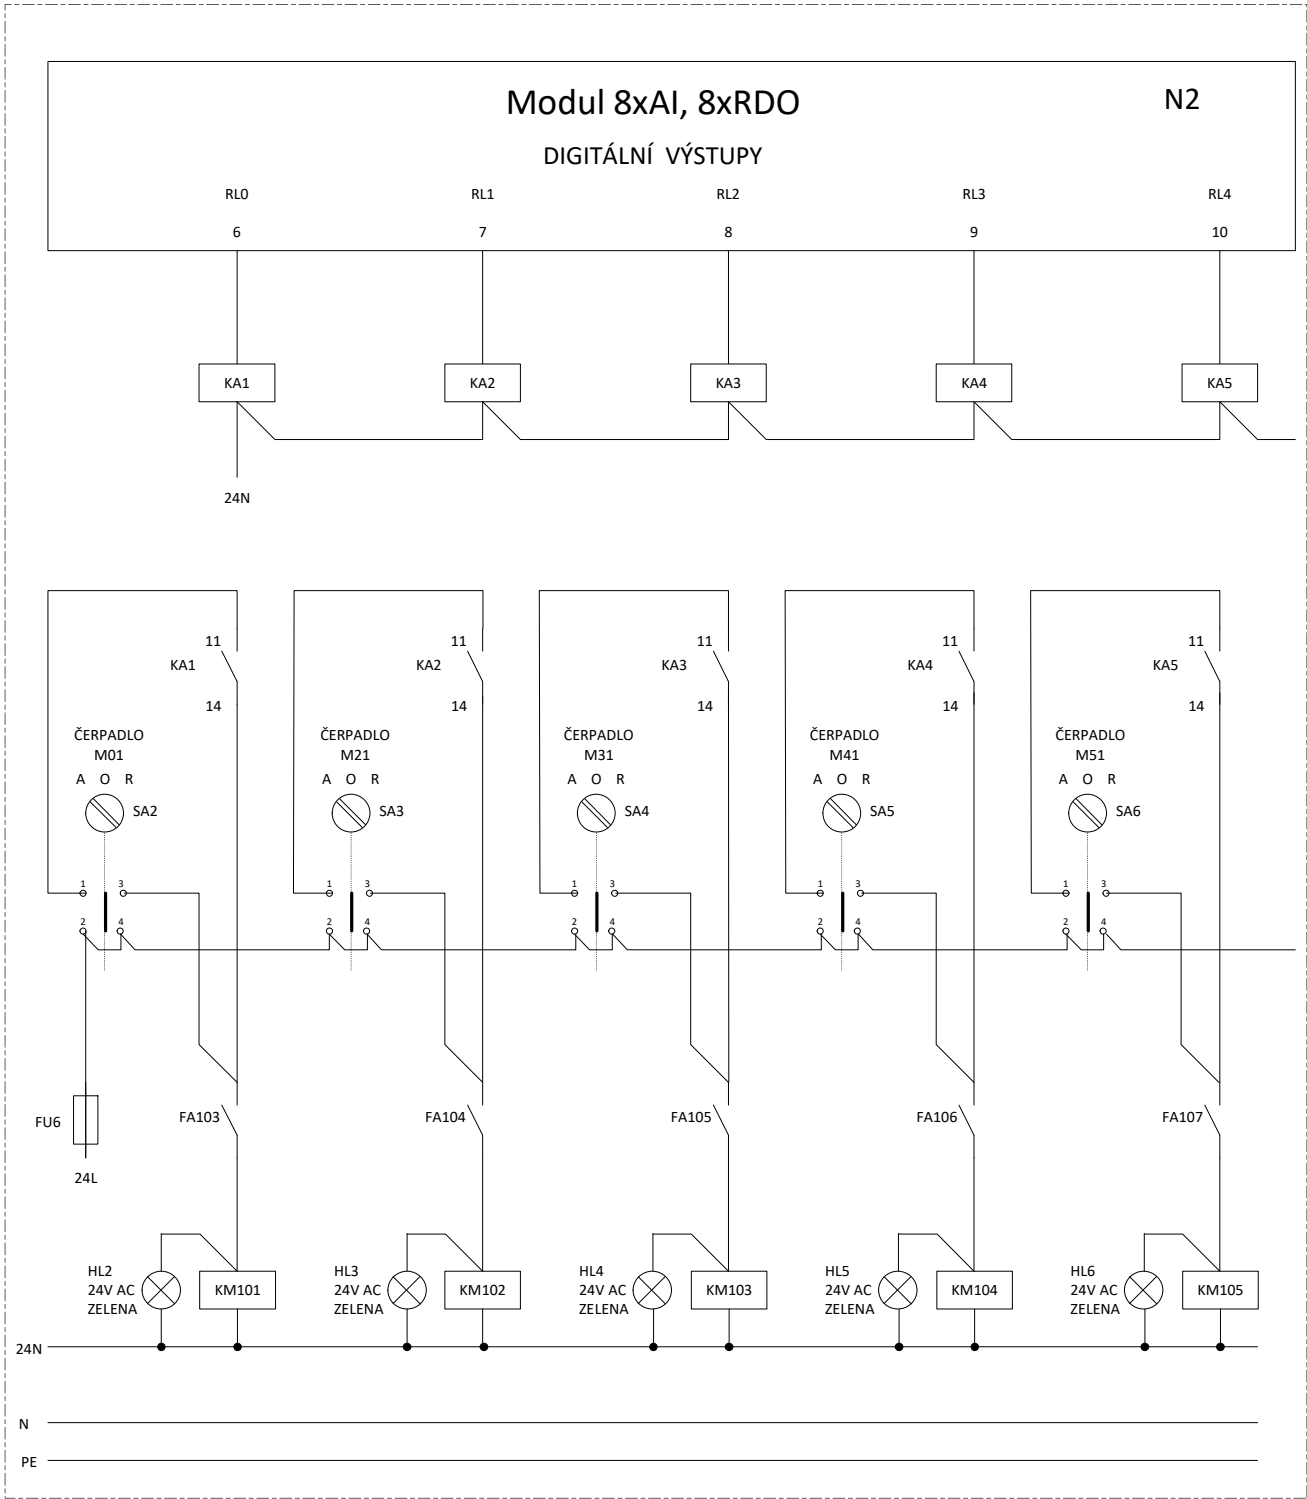 Modul 8xAI, 8xRDO N2
DIGITÁLNÍ VÝSTUPY
RL0 RL1 RL2 RL3 RL4
6 7 8 9 10
KA1 KA2 KA3 KA4 KA5
24N
11 11 11 11 11
KA1 KA2 KA3 KA4 KA5
14 14 14 14 14
ČERPADLO ČERPADLO ČERPADLO ČERPADLO ČERPADLO
M01 M21 M31 M41 M51
A O R A O R A O R A O R A O R
SA2 SA3 SA4 SA5 SA6
1 3 1 3 1 3 1 3 1 3
2 4 2 4 2 4 2 4 2 4
FU6 FA103 FA104 FA105 FA106 FA107
24L
HL2 HL3 HL4 HL5 HL6
24V AC KM101 24V AC KM102 24V AC KM103 24V AC KM104 24V AC KM105
ZELENA ZELENA ZELENA ZELENA ZELENA
24N
N
PE